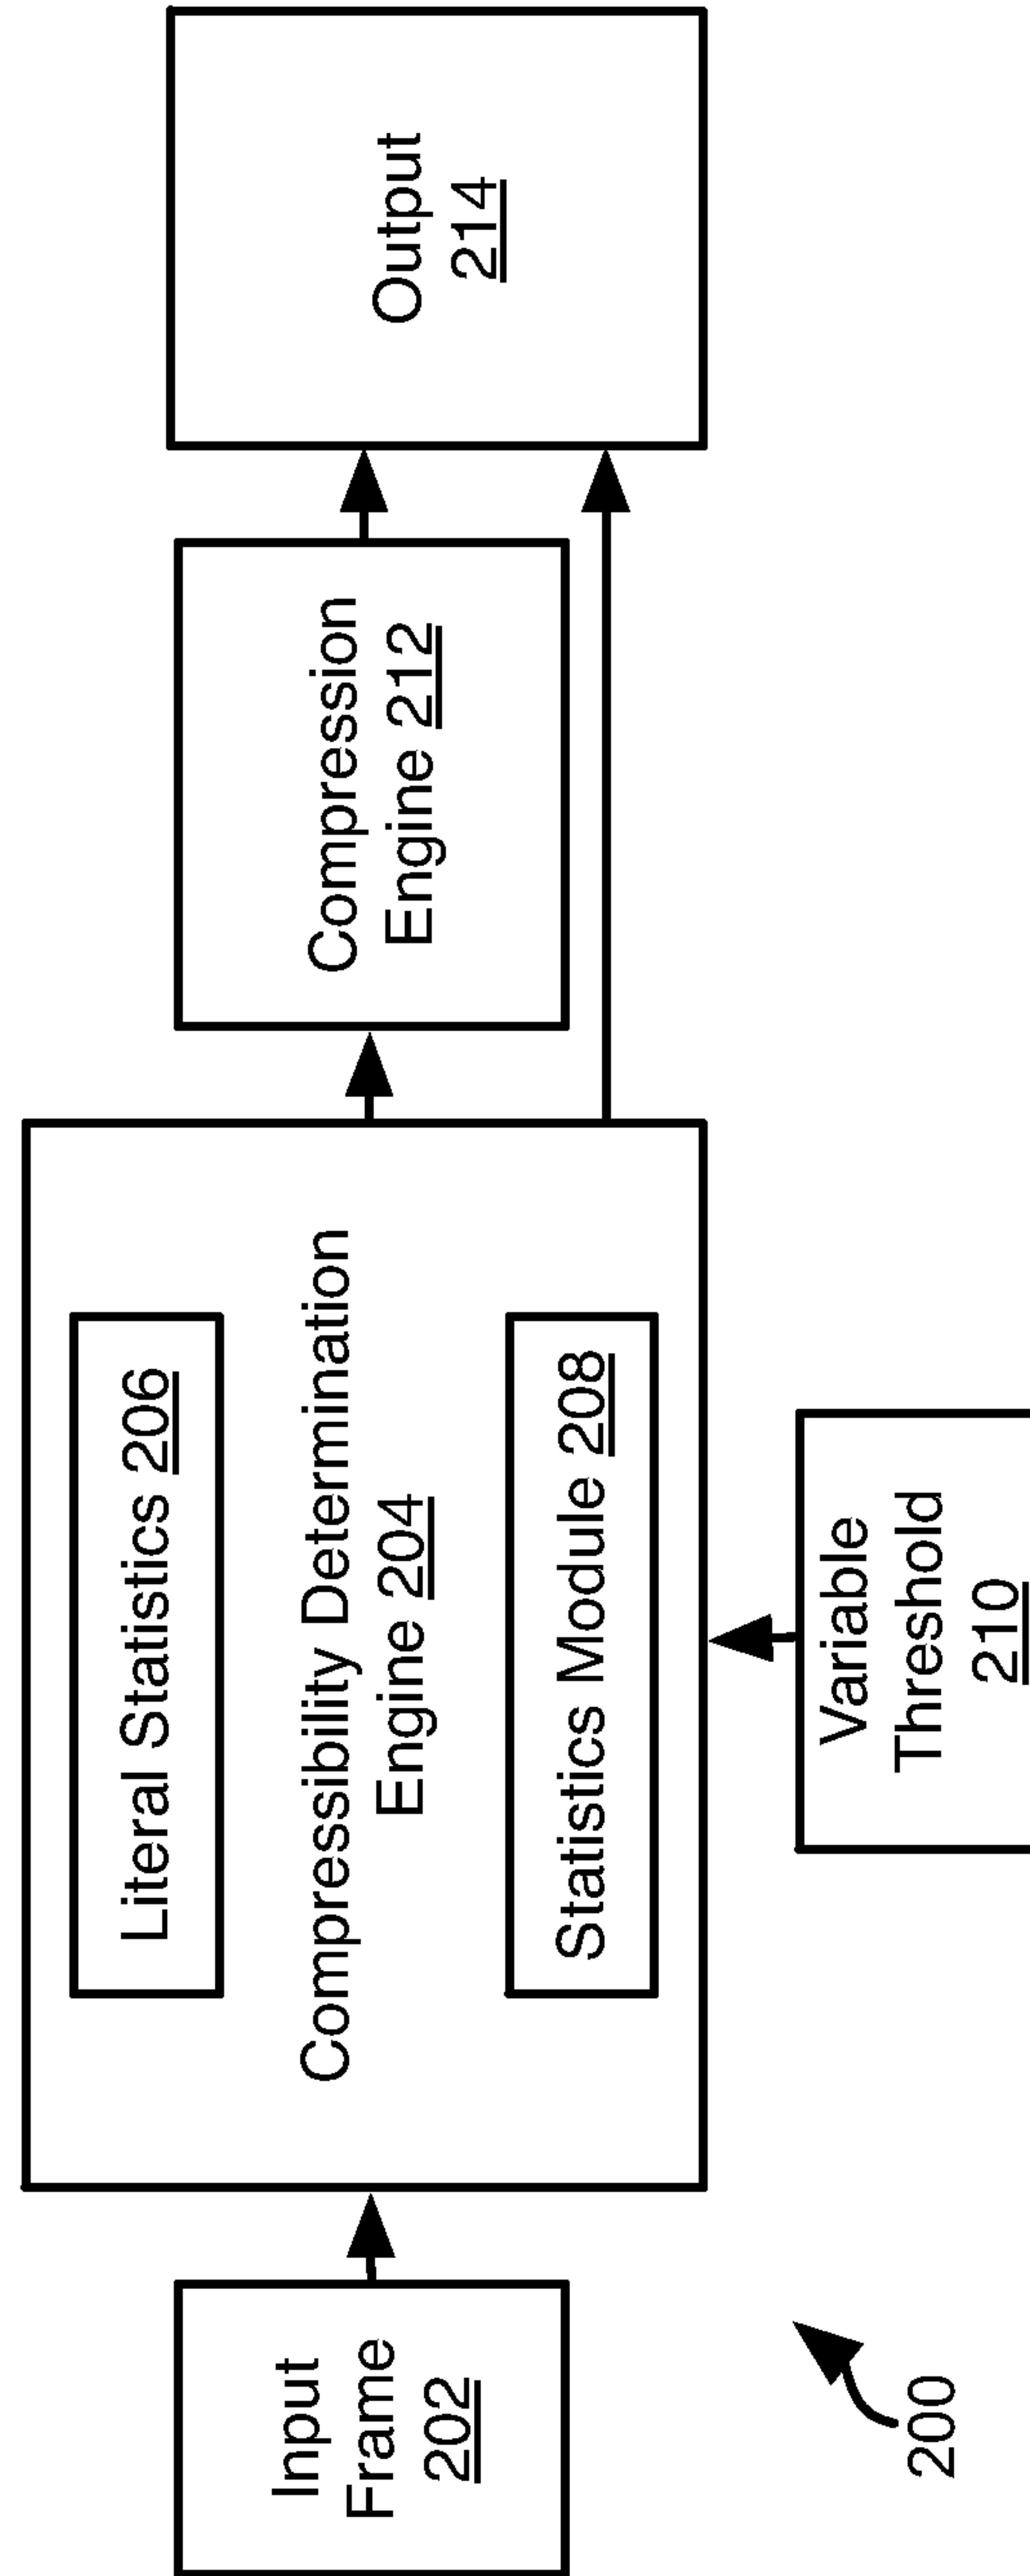 Input
Frame
202
Literal Statistics 206
Compressibility Determination
Engine 204
Statistics Module 208
Variable
Threshold
210
Compression
Engine 212
Output
214
200